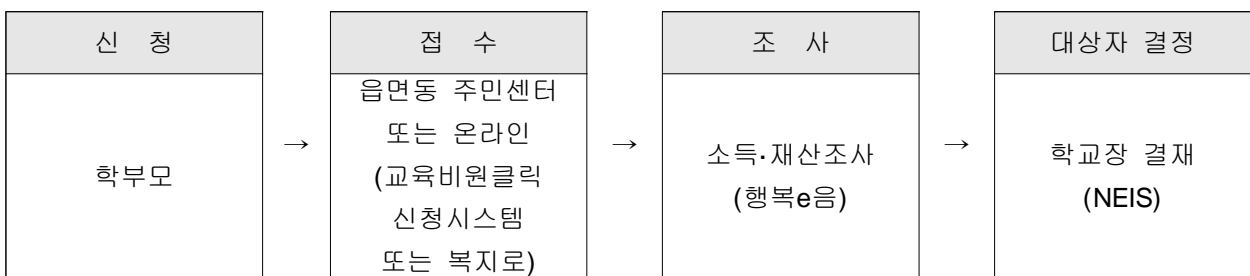 신 청
학부모
→
접 수
읍면동 주민센터
또는 온라인
(교육비원클릭
신청시스템
또는 복지로)
→
조 사
소득·재산조사
(행복e음)
→
대상자 결정
학교장 결재
(NEIS)